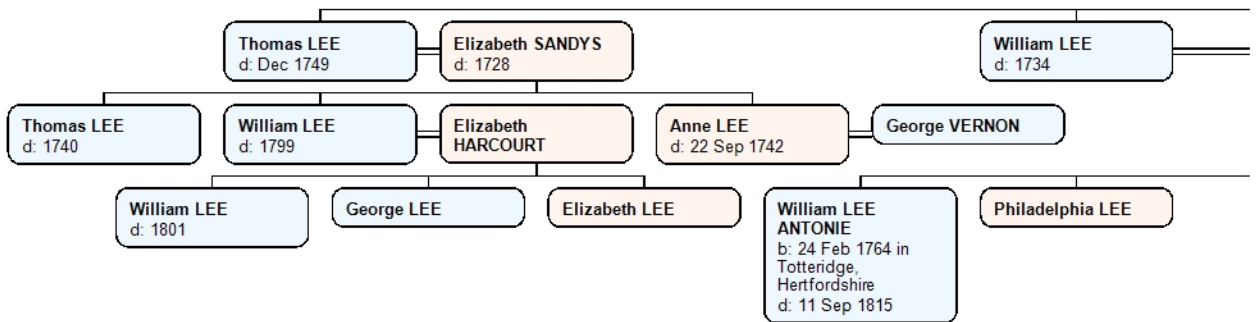 Thomas LEE
d: Dec 1749
Elizabeth SANDYS
d: 1728
William LEE
d: 1734
Thomas LEE
d: 1740
William LEE
d: 1799
Elizabeth
HARCOURT
Anne LEE
d: 22 Sep 1742
George VERNON
William LEE
d: 1801
George LEE
Elizabeth LEE
William LEE
ANTONIE
b: 24 Feb 1764 in
Totteridge,
Hertfordshire
d: 11 Sep 1815
Philadelphia LEE